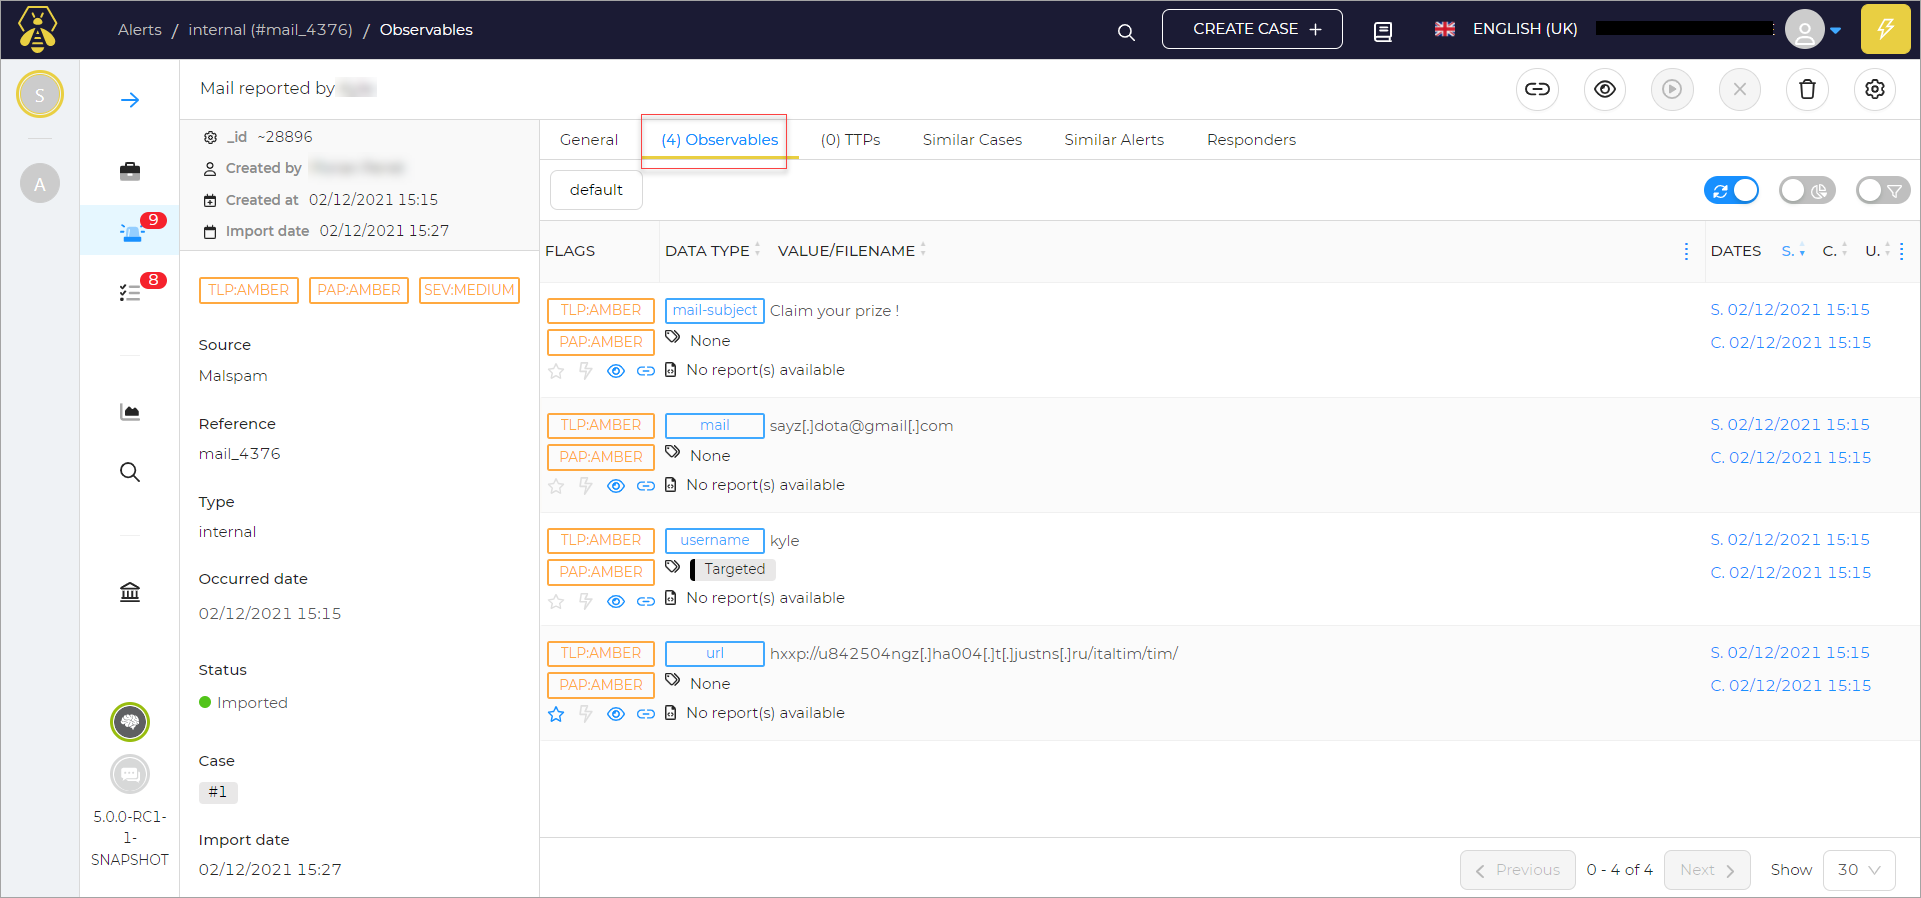 Alerts / internal (#mail_4376) / Observables
CREATE CASE +
ENGLISH (UK)
S
A
9
8
5.0.0-RC1-
1-
SNAPSHOT
Mail reported by
_id ~28896
Created by
Created at 02/12/2021 15:15
Import date 02/12/2021 15:27
TLP:AMBER PAP:AMBER SEV:MEDIUM
Source
Malspam
Reference
mail_4376
Type
internal
Occurred date
02/12/2021 15:15
Status
Imported
Case
#1
Import date
02/12/2021 15:27
General (4) Observables (0) TTPs Similar Cases Similar Alerts Responders
default
FLAGS DATA TYPE VALUE/FILENAME DATES S. C. U.
TLP:AMBER mail-subject Claim your prize ! S. 02/12/2021 15:15
PAP:AMBER None C. 02/12/2021 15:15
No report(s) available
TLP:AMBER mail sayz[.]dota@gmail[.]com S. 02/12/2021 15:15
PAP:AMBER None C. 02/12/2021 15:15
No report(s) available
TLP:AMBER username kyle S. 02/12/2021 15:15
PAP:AMBER Targeted C. 02/12/2021 15:15
No report(s) available
TLP:AMBER url hxxp://u842504ngz[.]ha004[.]t[.]justns[.]ru/italtim/tim/ S. 02/12/2021 15:15
PAP:AMBER None C. 02/12/2021 15:15
No report(s) available
Previous 0 - 4 of 4 Next Show 30